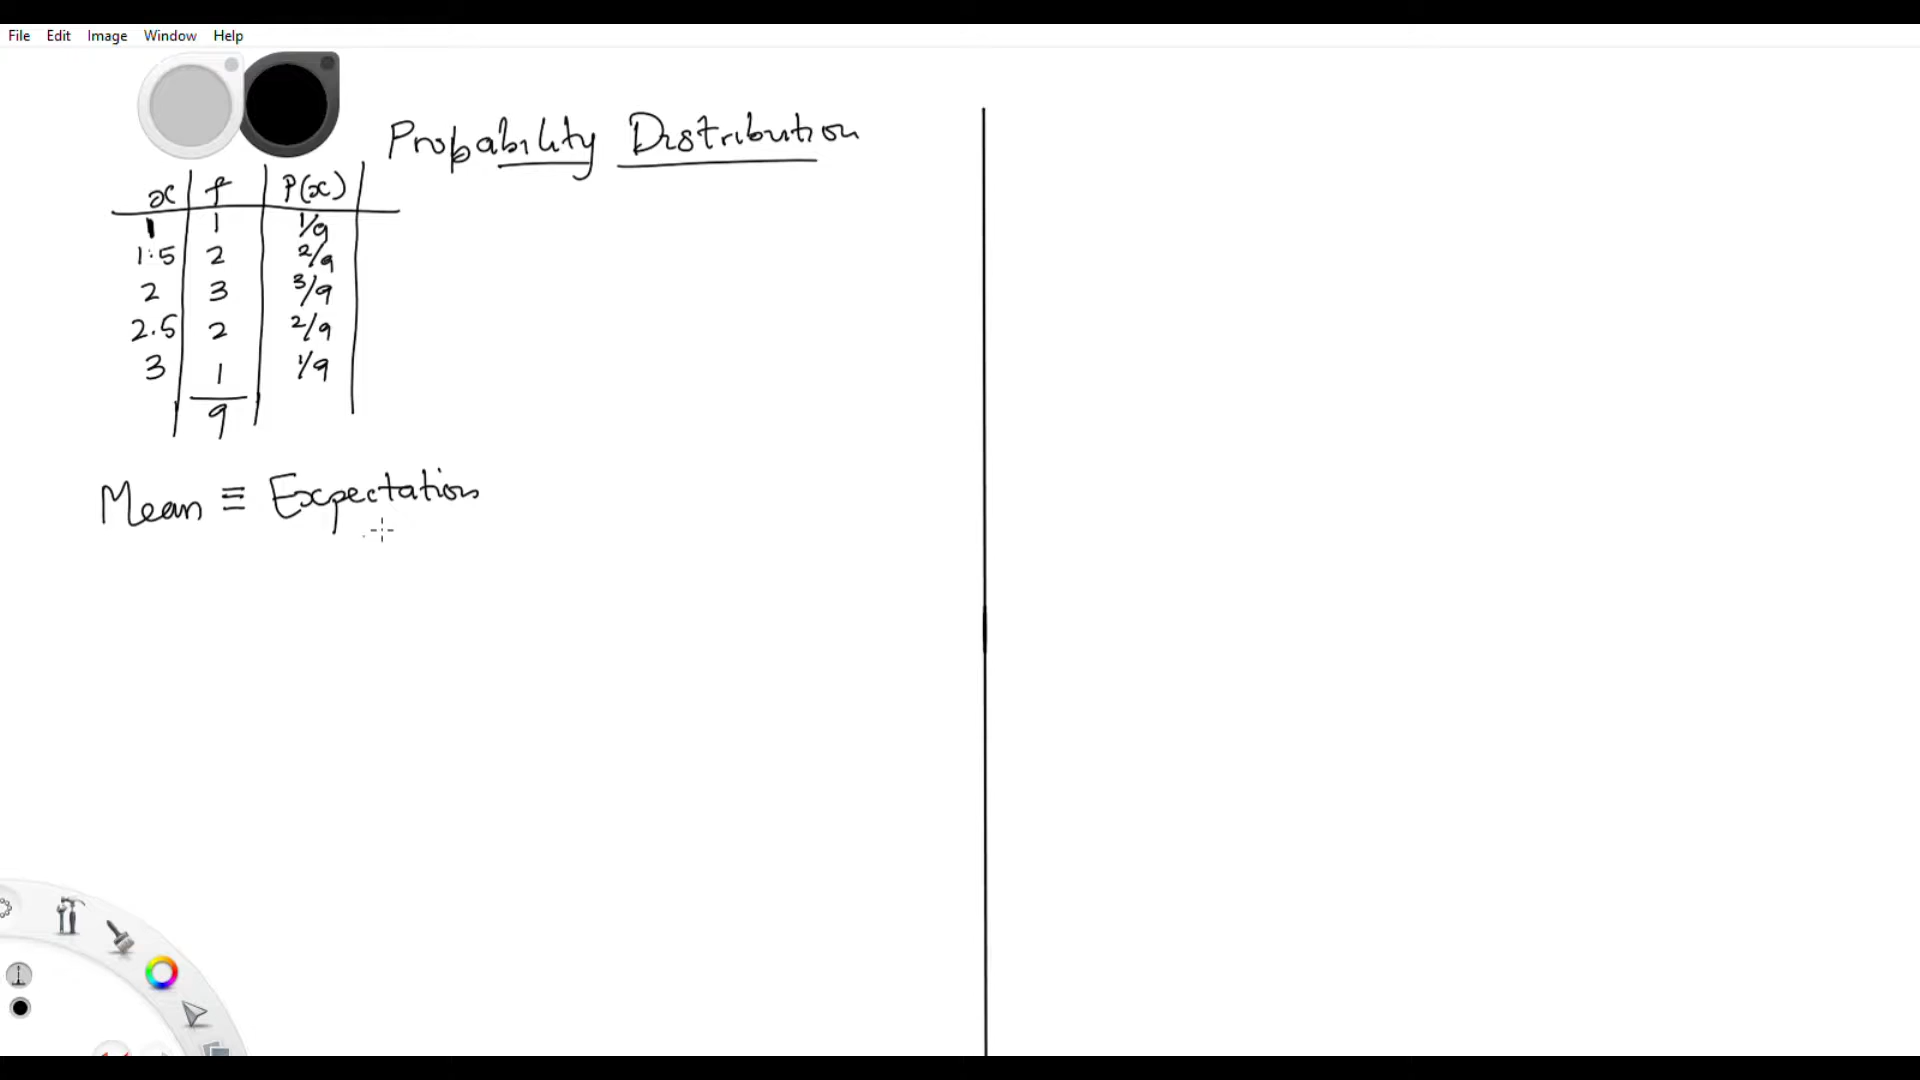 File Edit Image Window Help
Probability Distribution
x f P(x)
1 1 1/9
1.5 2 2/9
2 3 3/9
2.5 2 2/9
3 1 1/9
9
Mean ≡ Expectation